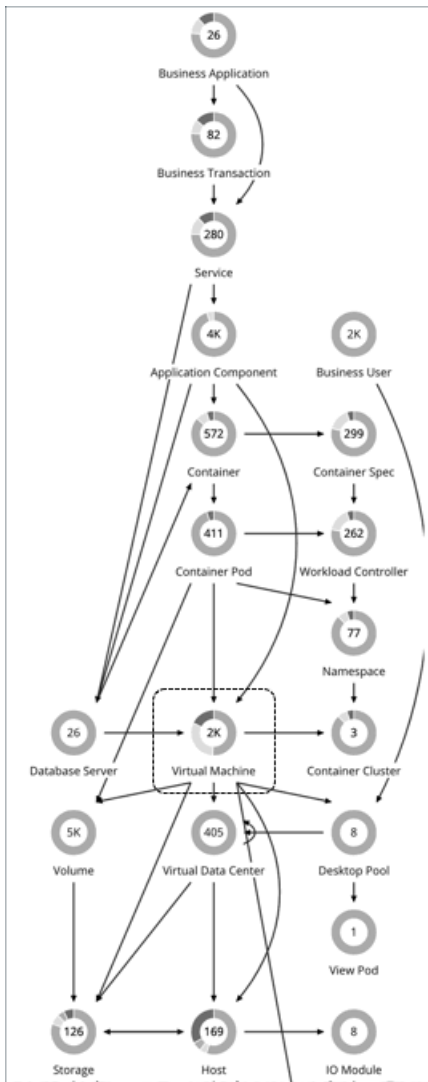 26
Business Application
82
Business Transaction
280
Service
4K
2K
Application Component
Business User
572
299
Container
Container Spec
411
262
Container Pod
Workload Controller
77
Namespace
26
2K
3
Database Server
Virtual Machine
Container Cluster
5K
405
8
Volume
Virtual Data Center
Desktop Pool
1
View Pod
126
169
8
Storage
Host
IO Module